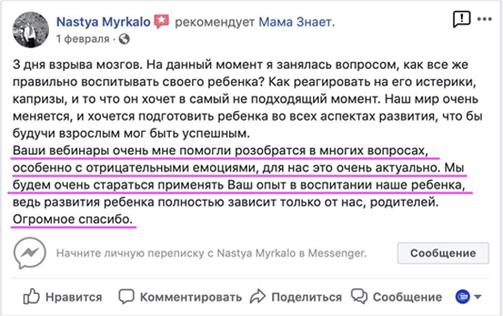 Nastya Myrkalo рекомендует Мама Знает.
1 февраля ·
3 дня взрыва мозгов. На данный момент я занялась вопросом, как все же
правильно воспитывать своего ребенка? Как реагировать на его истерики,
капризы, и то что он хочет в самый не подходящий момент. Наш мир очень
меняется, и хочется подготовить ребенка во всех аспектах развития, что бы
будучи взрослым мог быть успешным.
Ваши вебинары очень мне помогли розобратся в многих вопросах,
особенно с отрицательными емоциями, для нас это очень актуально. Мы
будем очень стараться применять Ваш опыт в воспитании наше ребенка,
ведь развития ребенка полностью зависит только от нас, родителей.
Огромное спасибо.
Начните личную переписку с Nastya Myrkalo в Messenger.
Сообщение
Нравится Комментировать Поделиться Сообщение